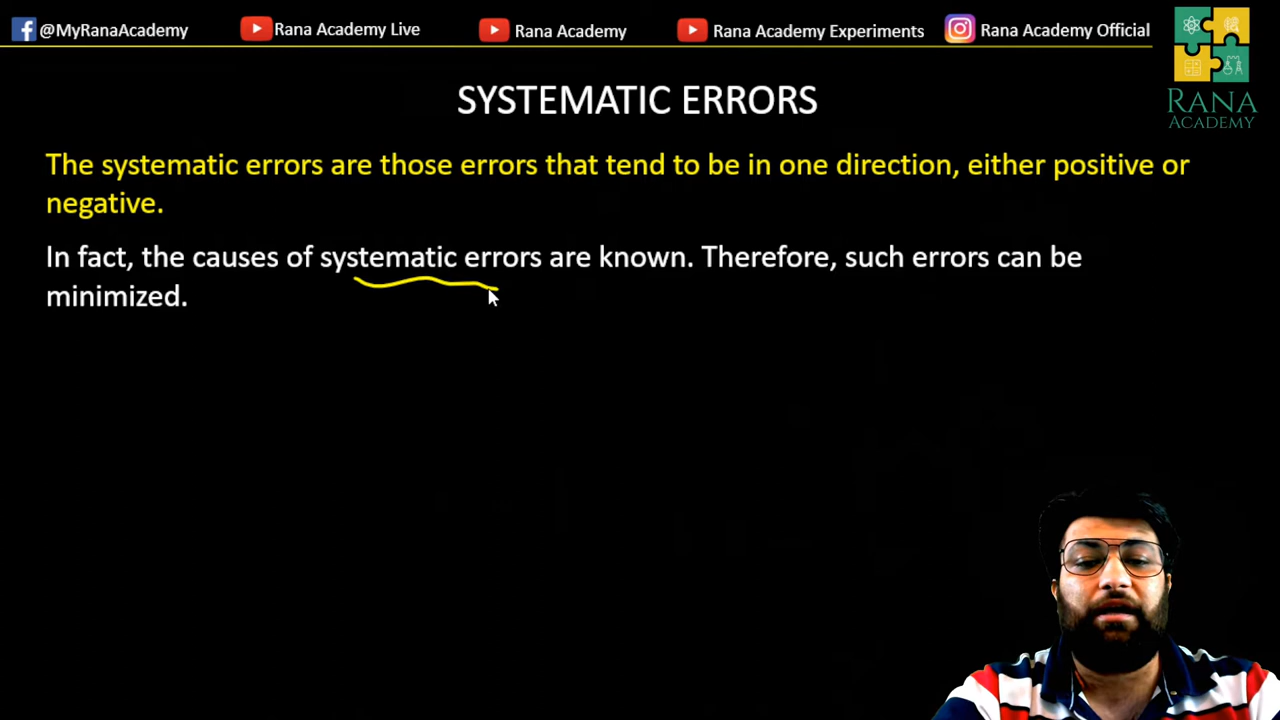 @MyRanaAcademy Rana Academy Live Rana Academy Rana Academy Experiments Rana Academy Official
RANA
ACADEMY
SYSTEMATIC ERRORS
The systematic errors are those errors that tend to be in one direction, either positive or
negative.
In fact, the causes of systematic errors are known. Therefore, such errors can be
minimized.